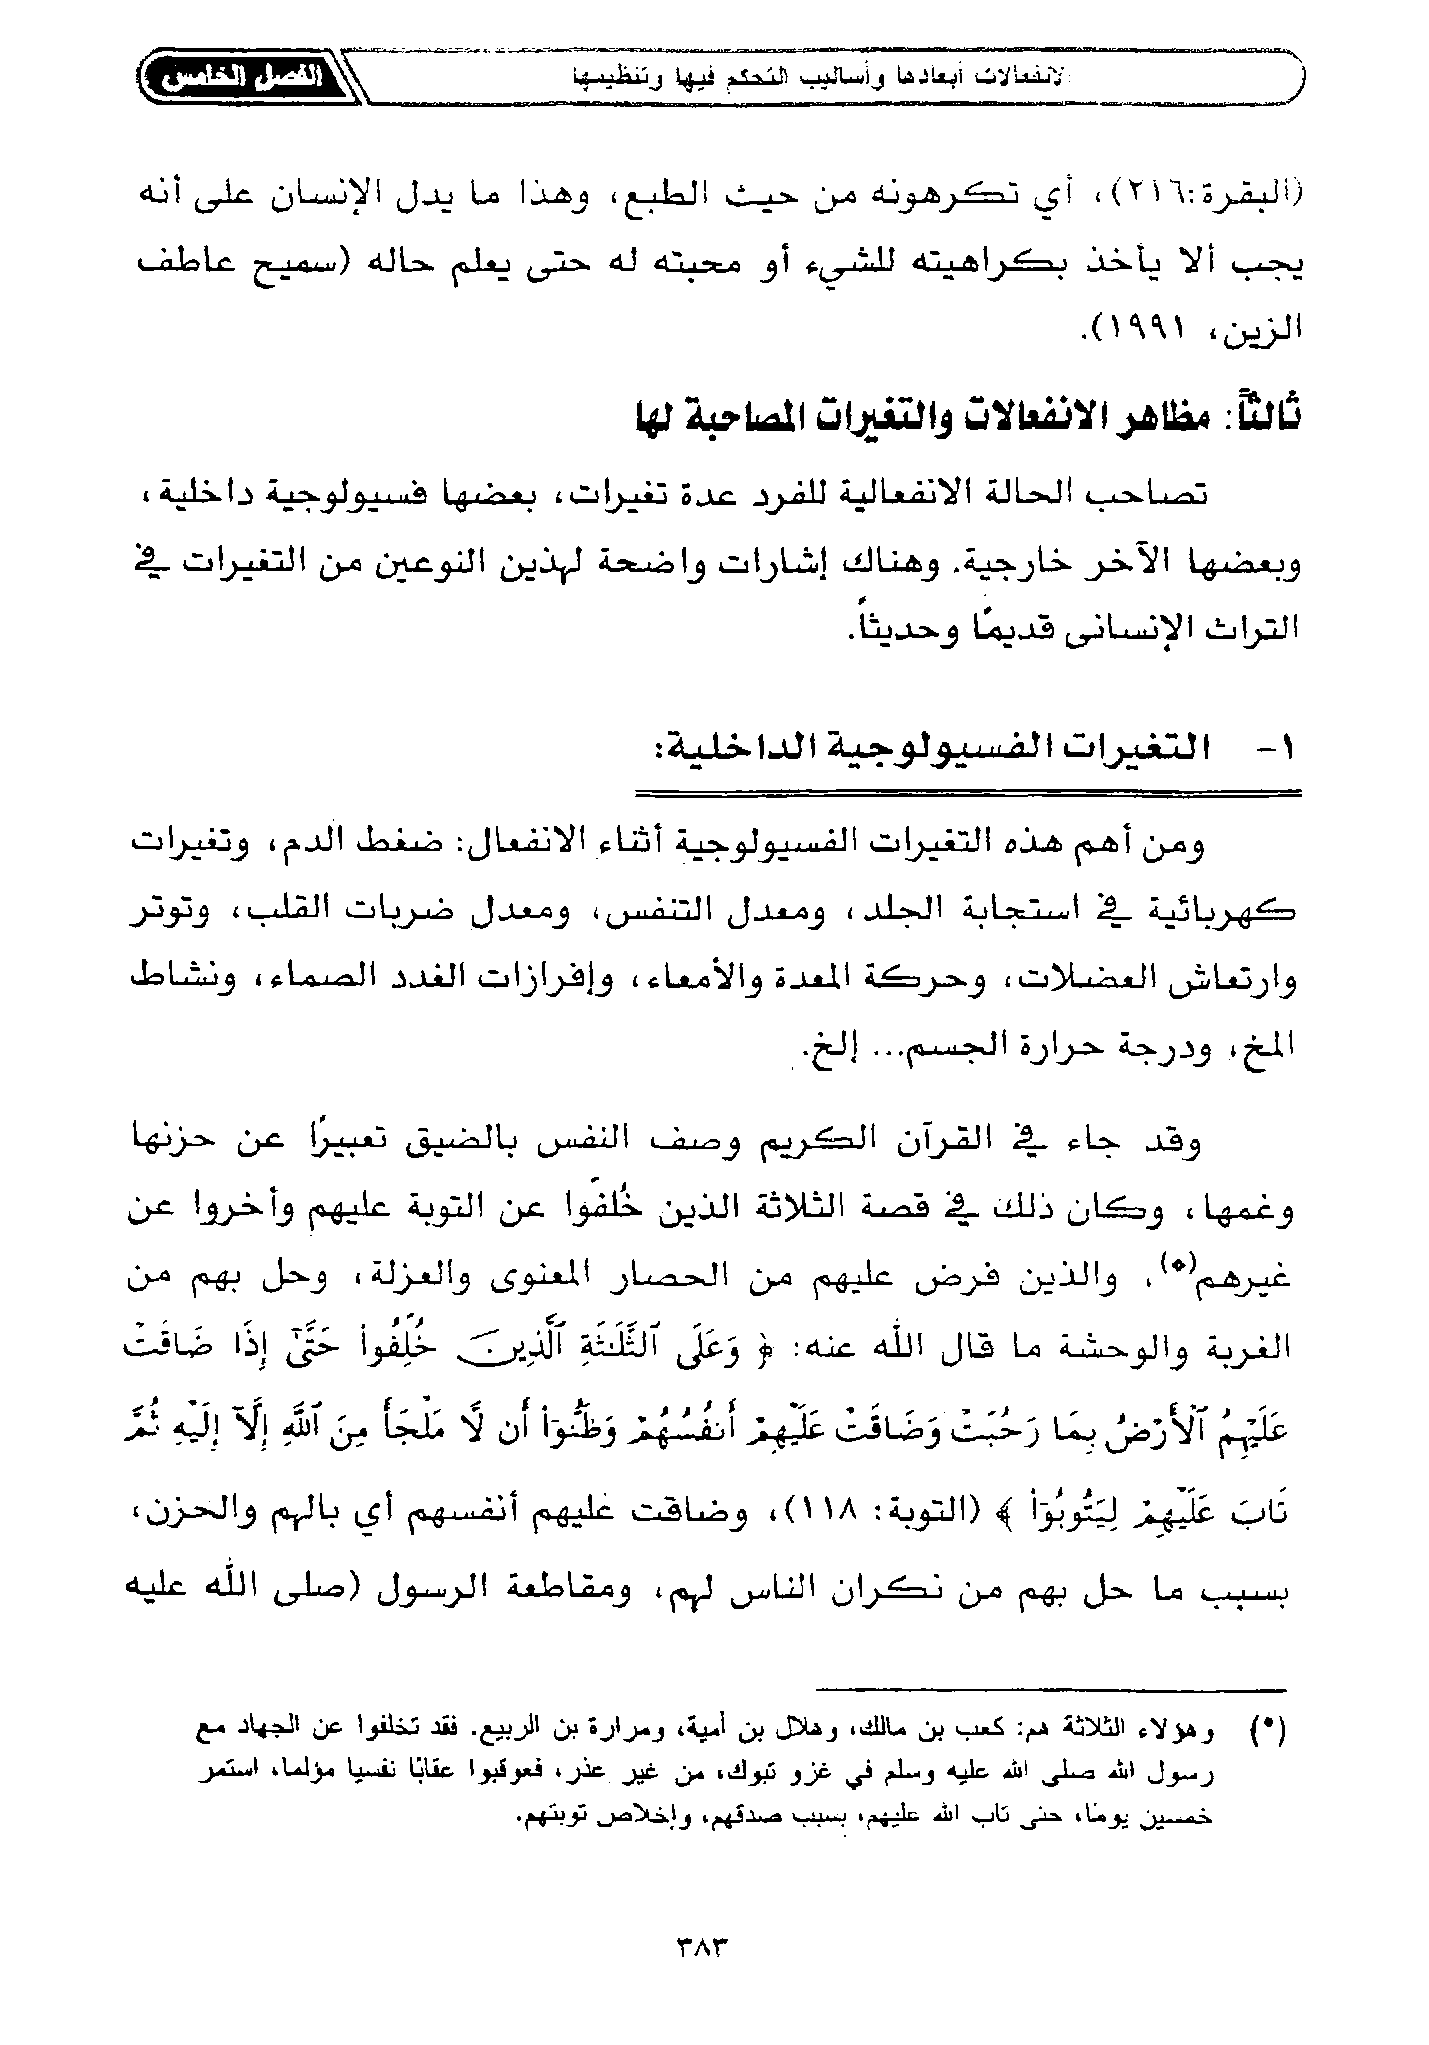 الفصل الخامس
الانفعالات أبعادها وأساليب التحكم فيها وتنظيمها
(البقرة:٢١٦)، أي تكرهونه من حيث الطبع، وهذا ما يدل الإنسان على أنه
يجب ألا يأخذ بكراهيته للشيء أو محبته له حتى يعلم حاله (سميح عاطف
الزين، ١٩٩١).
ثالثاً: مظاهر الانفعالات والتغيرات المصاحبة لها
تصاحب الحالة الانفعالية للفرد عدة تغيرات، بعضها فسيولوجية داخلية،
وبعضها الآخر خارجية. وهناك إشارات واضحة لهذين النوعين من التغيرات في
التراث الإنسانى قديمًا وحديثاً.
١- التغيرات الفسيولوجية الداخلية:
ومن أهم هذه التغيرات الفسيولوجية أثناء الانفعال: ضغط الدم، وتغيرات
كهربائية في استجابة الجلد، ومعدل التنفس، ومعدل ضربات القلب، وتوتر
وارتعاش العضلات، وحركة المعدة والأمعاء، وإفرازات الغدد الصماء، ونشاط
المخ، ودرجة حرارة الجسم... إلخ.
وقد جاء في القرآن الكريم وصف النفس بالضيق تعبيرًا عن حزنها
وغمها، وكان ذلك في قصة الثلاثة الذين خُلفوا عن التوبة عليهم وأخروا عن
غيرهم(*)، والذين فرض عليهم من الحصار المعنوى والعزلة، وحل بهم من
الغربة والوحشة ما قال الله عنه: ﴿ وَعَلَى ٱلثَّلَـٰثَةِ ٱلَّذِينَ خُلِّفُوا۟ حَتَّىٰٓ إِذَا ضَاقَتْ
عَلَيْهِمُ ٱلْأَرْضُ بِمَا رَحُبَتْ وَضَاقَتْ عَلَيْهِمْ أَنفُسُهُمْ وَظَنُّوٓا۟ أَن لَّا مَلْجَأَ مِنَ ٱللَّهِ إِلَّآ إِلَيْهِ ثُمَّ
تَابَ عَلَيْهِمْ لِيَتُوبُوٓا۟ ﴾ (التوبة: ١١٨)، وضاقت عليهم أنفسهم أي بالهم والحزن،
بسبب ما حل بهم من نكران الناس لهم، ومقاطعة الرسول (صلى الله عليه
(*) وهؤلاء الثلاثة هم: كعب بن مالك، وهلال بن أمية، ومرارة بن الربيع. فقد تخلفوا عن الجهاد مع
رسول الله صلى الله عليه وسلم في غزو تبوك، من غير عذر، فعوقبوا عقابًا نفسيا مؤلما، استمر
خمسين يومًا، حتى تاب الله عليهم، بسبب صدقهم، وإخلاص توبتهم.
٣٨٣